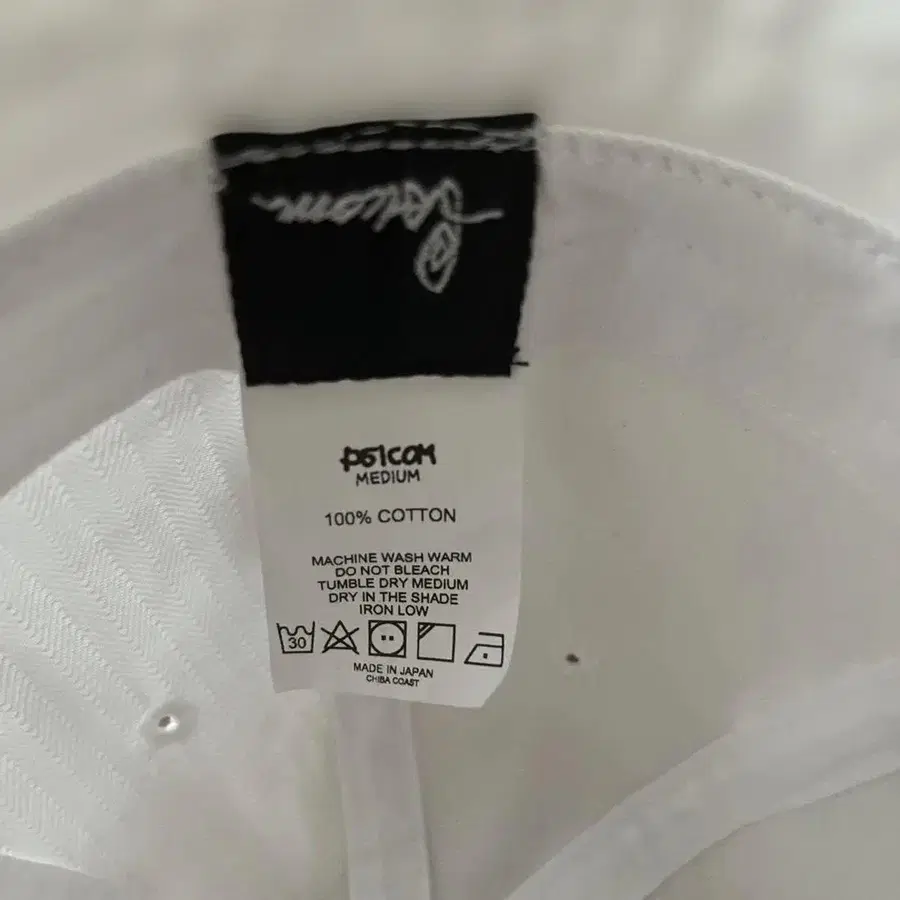 MEDIUM
100% COTTON
MACHINE WASH WARM
DO NOT BLEACH
TUMBLE DRY MEDIUM
DRY IN THE SHADE
IRON LOW
30
MADE IN JAPAN
CHIBA COAST